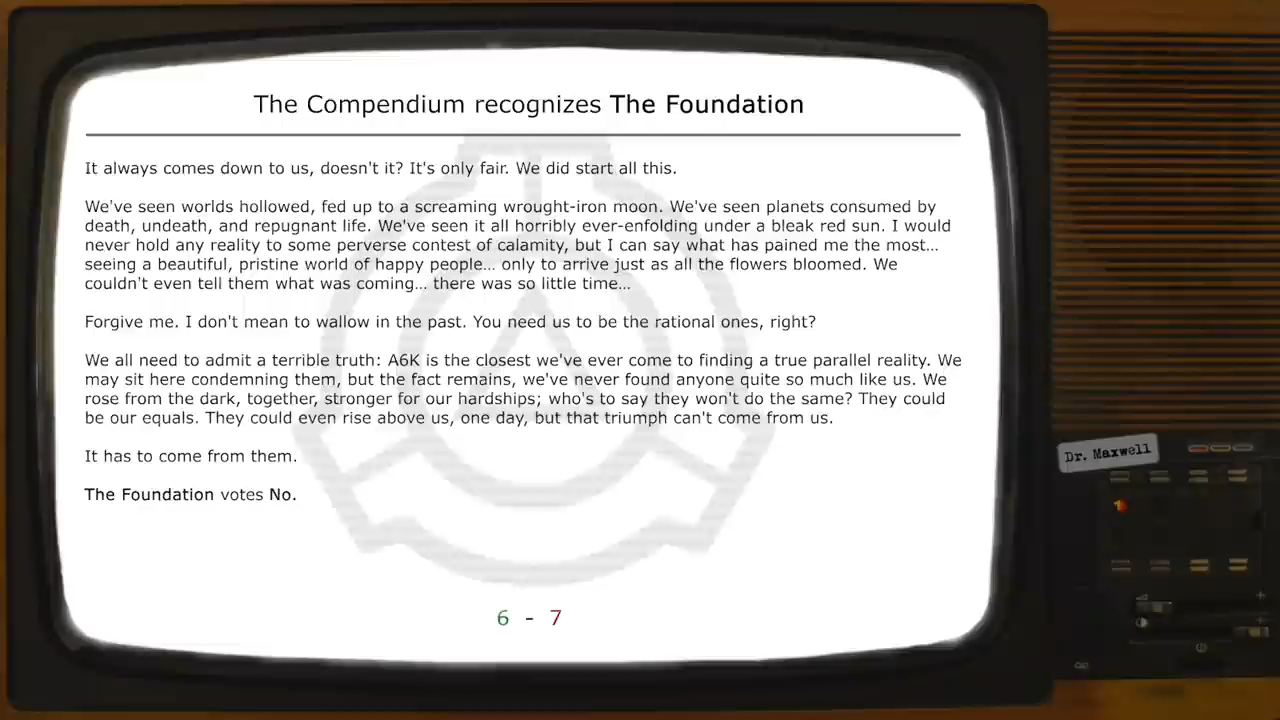 The Compendium recognizes The Foundation
It always comes down to us, doesn't it? It's only fair. We did start all this.
We've seen worlds hollowed, fed up to a screaming wrought-iron moon. We've seen planets consumed by
death, undeath, and repugnant life. We've seen it all horribly ever-enfolding under a bleak red sun. I would
never hold any reality to some perverse contest of calamity, but I can say what has pained me the most…
seeing a beautiful, pristine world of happy people… only to arrive just as all the flowers bloomed. We
couldn't even tell them what was coming… there was so little time…
Forgive me. I don't mean to wallow in the past. You need us to be the rational ones, right?
We all need to admit a terrible truth: A6K is the closest we've ever come to finding a true parallel reality. We
may sit here condemning them, but the fact remains, we've never found anyone quite so much like us. We
rose from the dark, together, stronger for our hardships; who's to say they won't do the same? They could
be our equals. They could even rise above us, one day, but that triumph can't come from us.
It has to come from them.
The Foundation votes No.
6 - 7
Dr. Maxwell